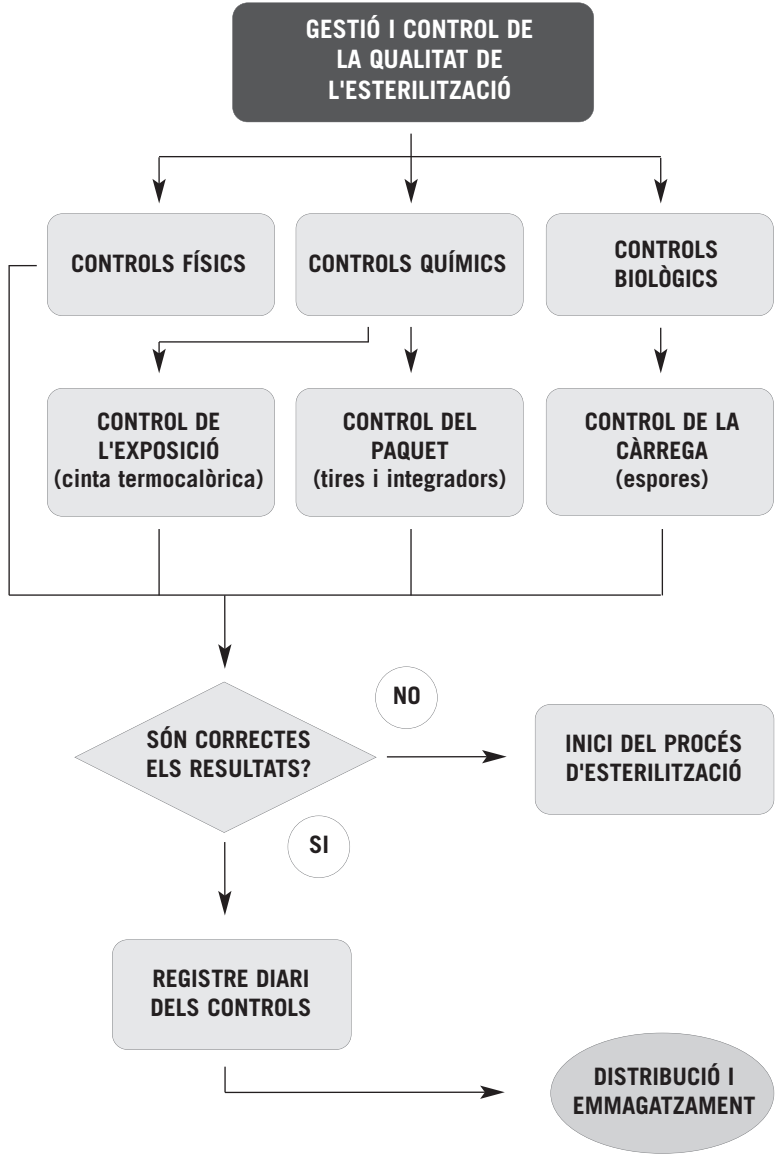 GESTIÓ I CONTROL DE
LA QUALITAT DE
L'ESTERILITZACIÓ
CONTROLS FÍSICS
CONTROLS QUÍMICS
CONTROLS
BIOLÒGICS
CONTROL DE
L'EXPOSICIÓ
(cinta termocalòrica)
CONTROL DEL
PAQUET
(tires i integradors)
CONTROL DE LA
CÀRREGA
(espores)
SÓN CORRECTES
ELS RESULTATS?
NO
INICI DEL PROCÉS
D'ESTERILITZACIÓ
SI
REGISTRE DIARI
DELS CONTROLS
DISTRIBUCIÓ I
EMMAGATZAMENT